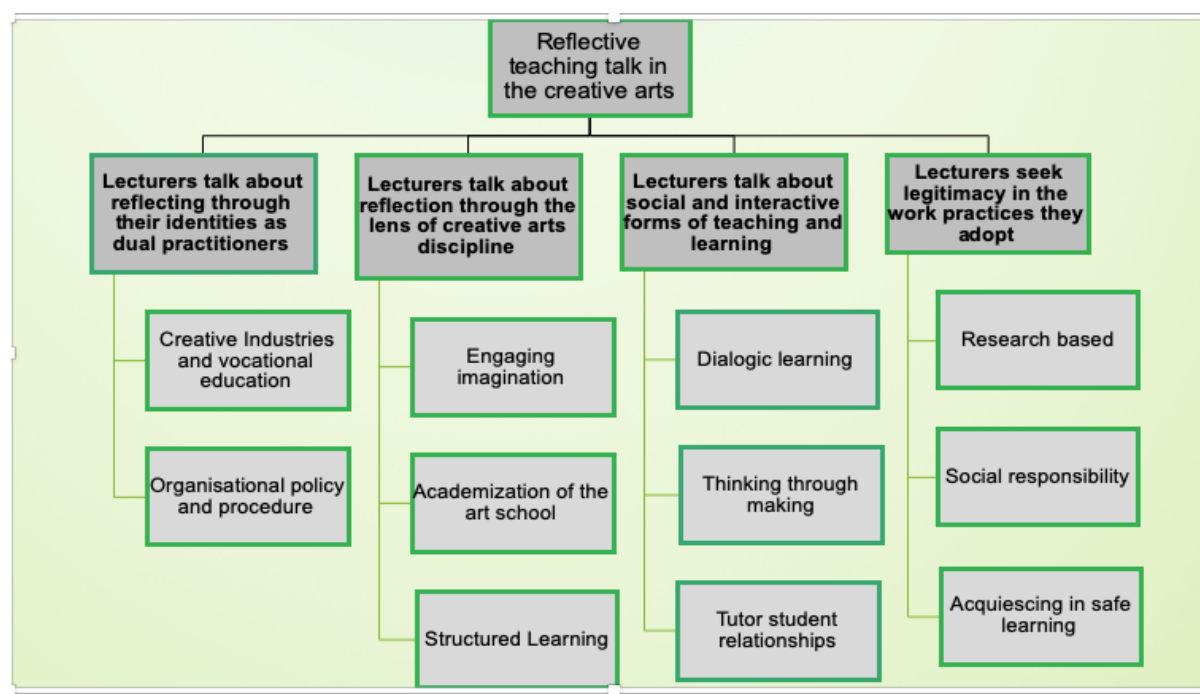 Reflective
teaching talk in
the creative arts
Lecturers talk about
reflecting through
their identities as
dual practitioners
Creative Industries
and vocational
education
Organisational policy
and procedure
Lecturers talk about
reflection through the
lens of creative arts
discipline
Engaging
imagination
Academization of the
art school
Structured Learning
Lecturers talk about
social and interactive
forms of teaching and
learning
Dialogic learning
Thinking through
making
Tutor student
relationships
Lecturers seek
legitimacy in the
work practices they
adopt
Research based
Social responsibility
Acquiescing in safe
learning